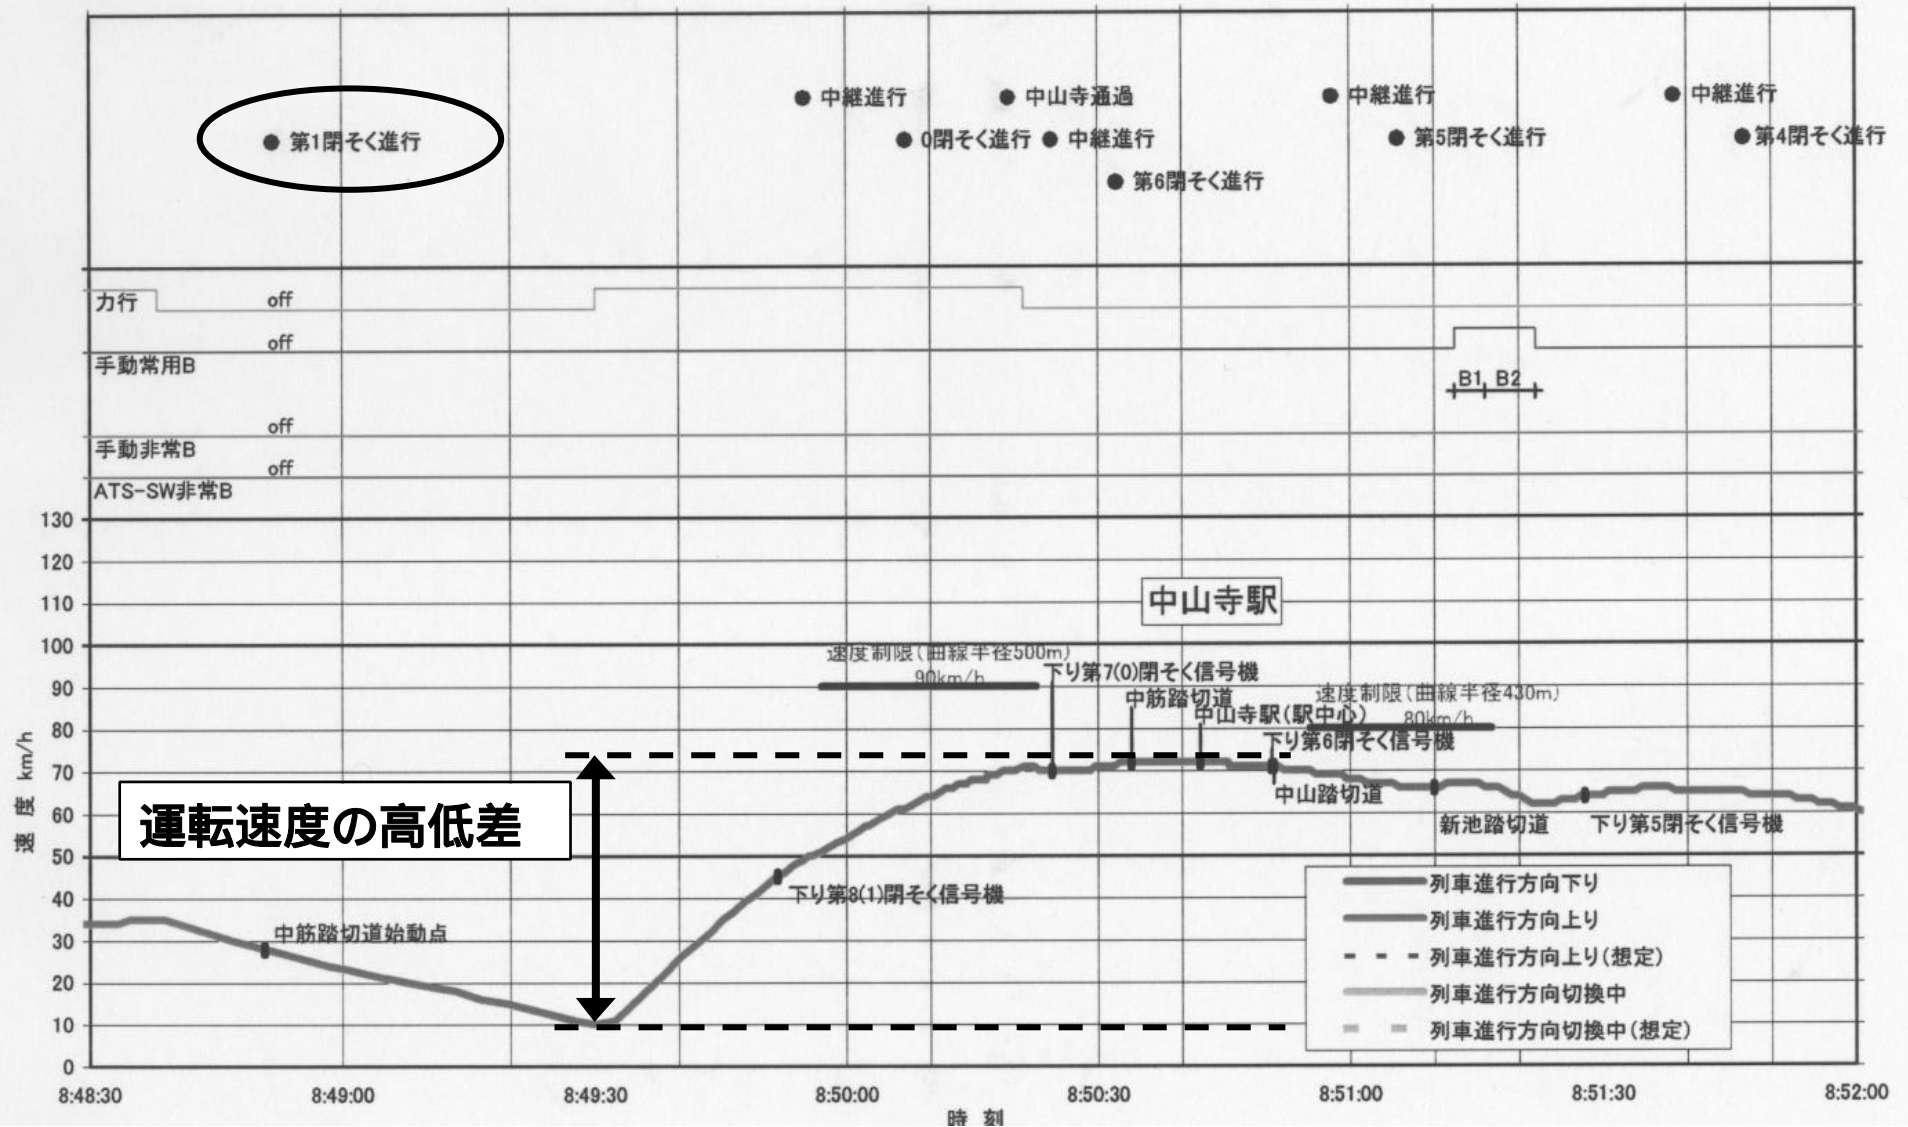 中継進行
中山寺通過
中継進行
中継進行
第1閉そく進行
0閉そく進行
中継進行
第5閉そく進行
第4閉そく進行
第6閉そく進行
力行
off
off
手動常用B
B1 B2
off
手動非常B
off
ATS-SW非常B
130
120
110
中山寺駅
100
速度制限(曲線半径500m)
90km/h
下り第7(0)閉そく信号機
90
中筋踏切道
速度制限(曲線半径430m)
80km/h
中山寺駅(駅中心)
80
下り第6閉そく信号機
速度 km/h
70
中山踏切道
運転速度の高低差
60
新池踏切道
下り第5閉そく信号機
50
下り第8(1)閉そく信号機
40
中筋踏切道始動点
30
20
10
0
列車進行方向下り
列車進行方向上り
列車進行方向上り(想定)
列車進行方向切換中
列車進行方向切換中(想定)
8:48:30
8:49:00
8:49:30
8:50:00
8:50:30
8:51:00
8:51:30
8:52:00
時刻